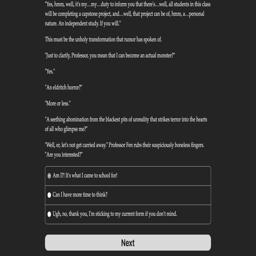 "Yes, hmm, well, it's my…my…duty to inform you that there's…well, all students in this class
will be completing a capstone project, and…well, that project can be of, hmm, a…personal
nature. An independent study. If you will."
This must be the unholy transformation that rumor has spoken of.
"Just to clarify, Professor, you mean that I can become an actual monster?"
"Yes."
"An eldritch horror?"
"More or less."
"A seething abomination from the blackest pits of unreality that strikes terror into the hearts
of all who glimpse me?"
"Well, er, let's not get carried away." Professor Fen rubs their suspiciously boneless fingers.
"Are you interested?"
Am I?! It's what I came to school for!
Can I have more time to think?
Ugh, no, thank you, I'm sticking to my current form if you don't mind.
Next